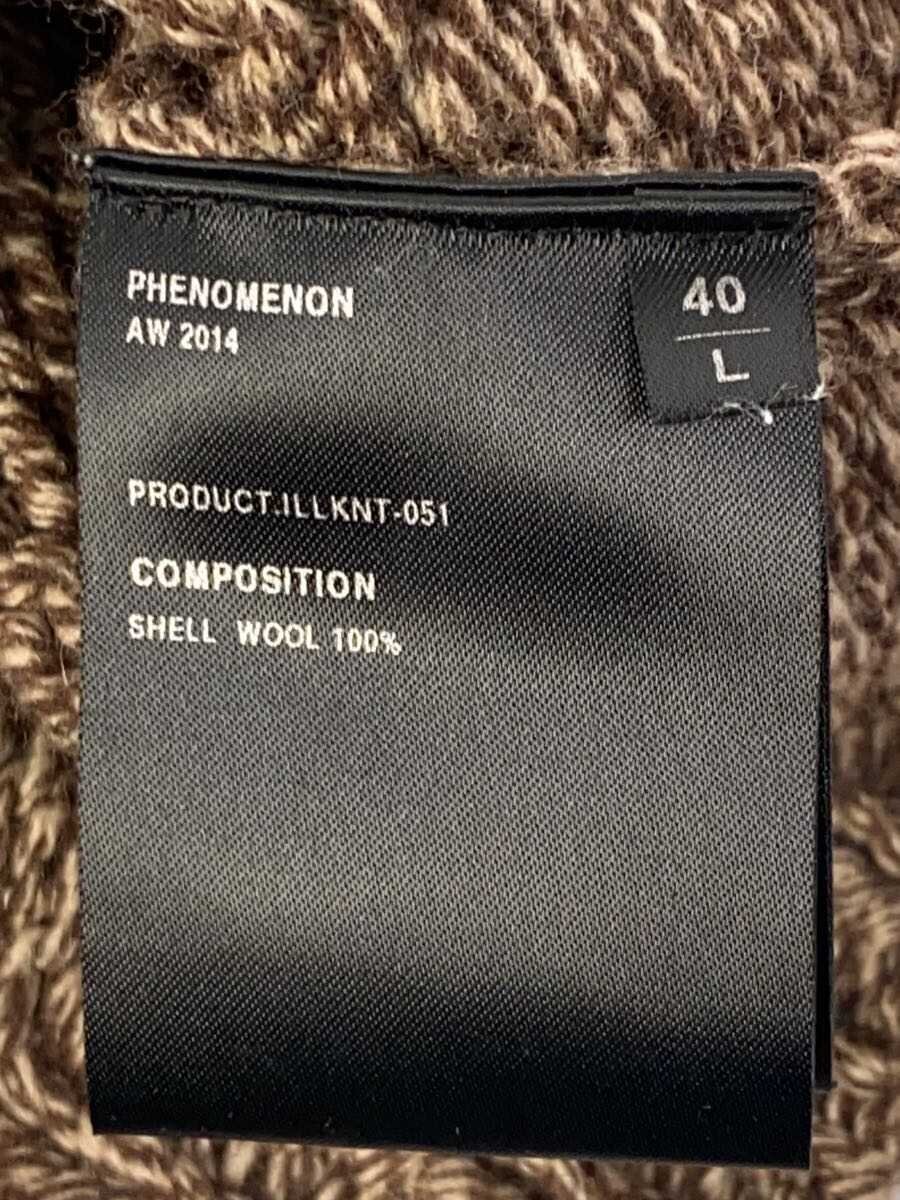 PHENOMENON
AW 2014
40
L
PRODUCT.ILLKNT-051
COMPOSITION
SHELL WOOL 100%